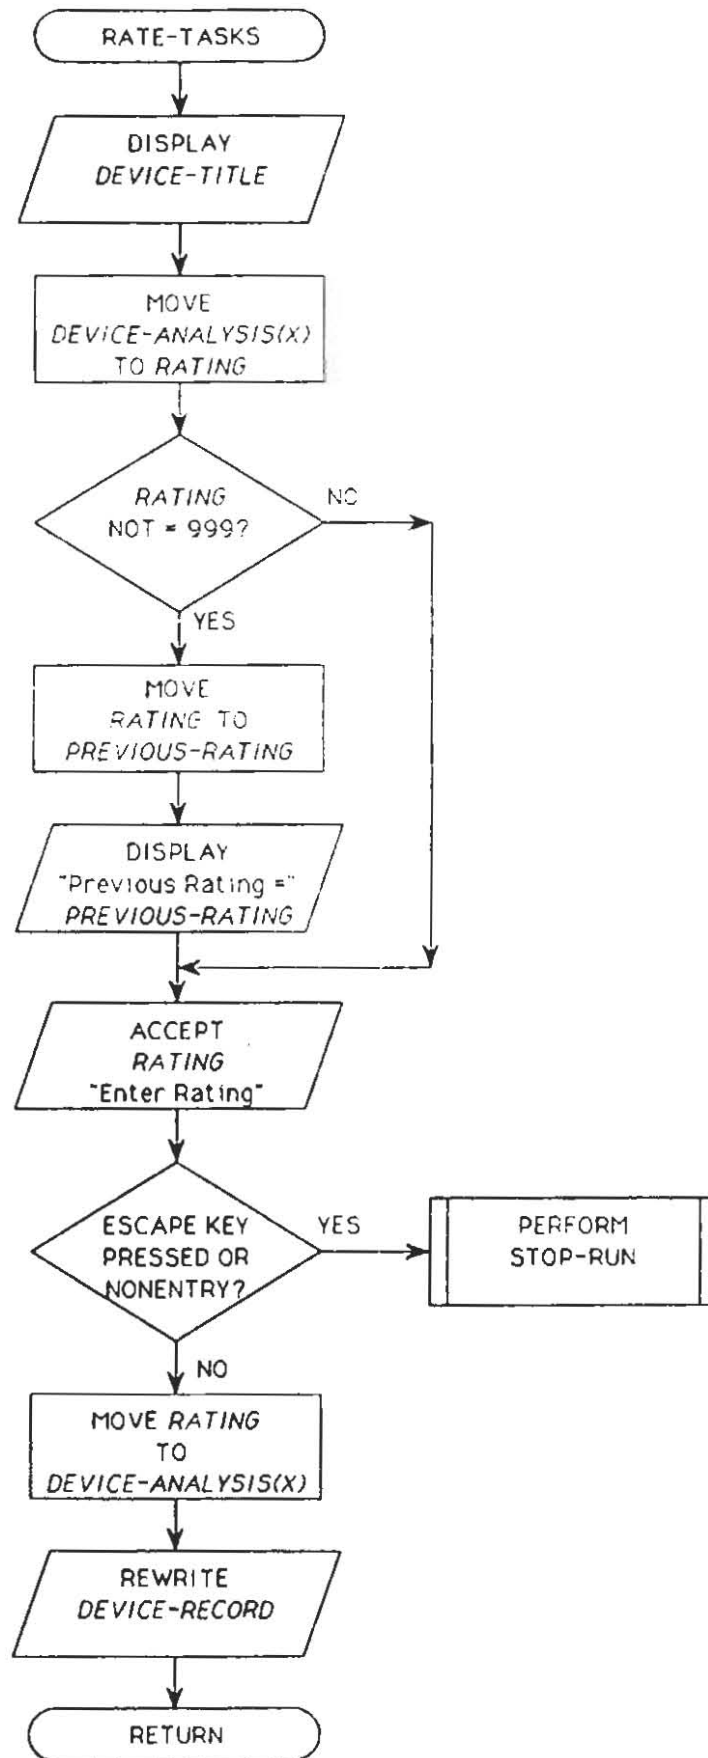 RATE-TASKS
DISPLAY
DEVICE-TITLE
MOVE
DEVICE-ANALYSIS(X)
TO RATING
RATING
NOT = 999?
NO
YES
MOVE
RATING TO
PREVIOUS-RATING
DISPLAY
"Previous Rating ="
PREVIOUS-RATING
ACCEPT
RATING
"Enter Rating"
ESCAPE KEY
PRESSED OR
NONENTRY?
YES
PERFORM
STOP-RUN
NO
MOVE RATING
TO
DEVICE-ANALYSIS(X)
REWRITE
DEVICE-RECORD
RETURN